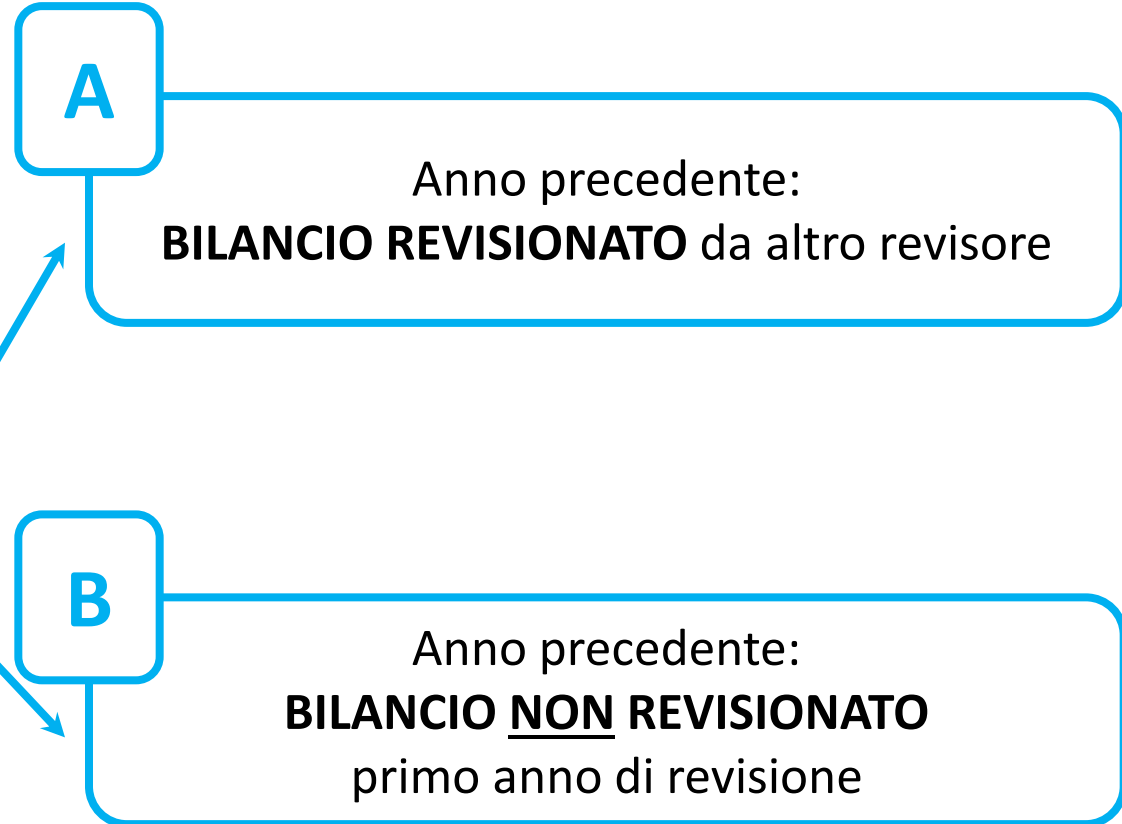 A
Anno precedente:
BILANCIO REVISIONATO da altro revisore
B
Anno precedente:
BILANCIO NON REVISIONATO
primo anno di revisione